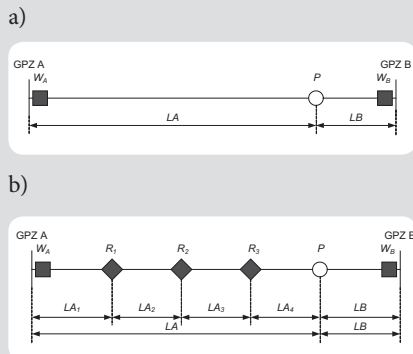 a)
GPZ A GPZ B
W_A P W_B
LA LB
b)
GPZ A GPZ B
W_A R_1 R_2 R_3 P W_B
LA_1 LA_2 LA_3 LA_4 LB
LA LB